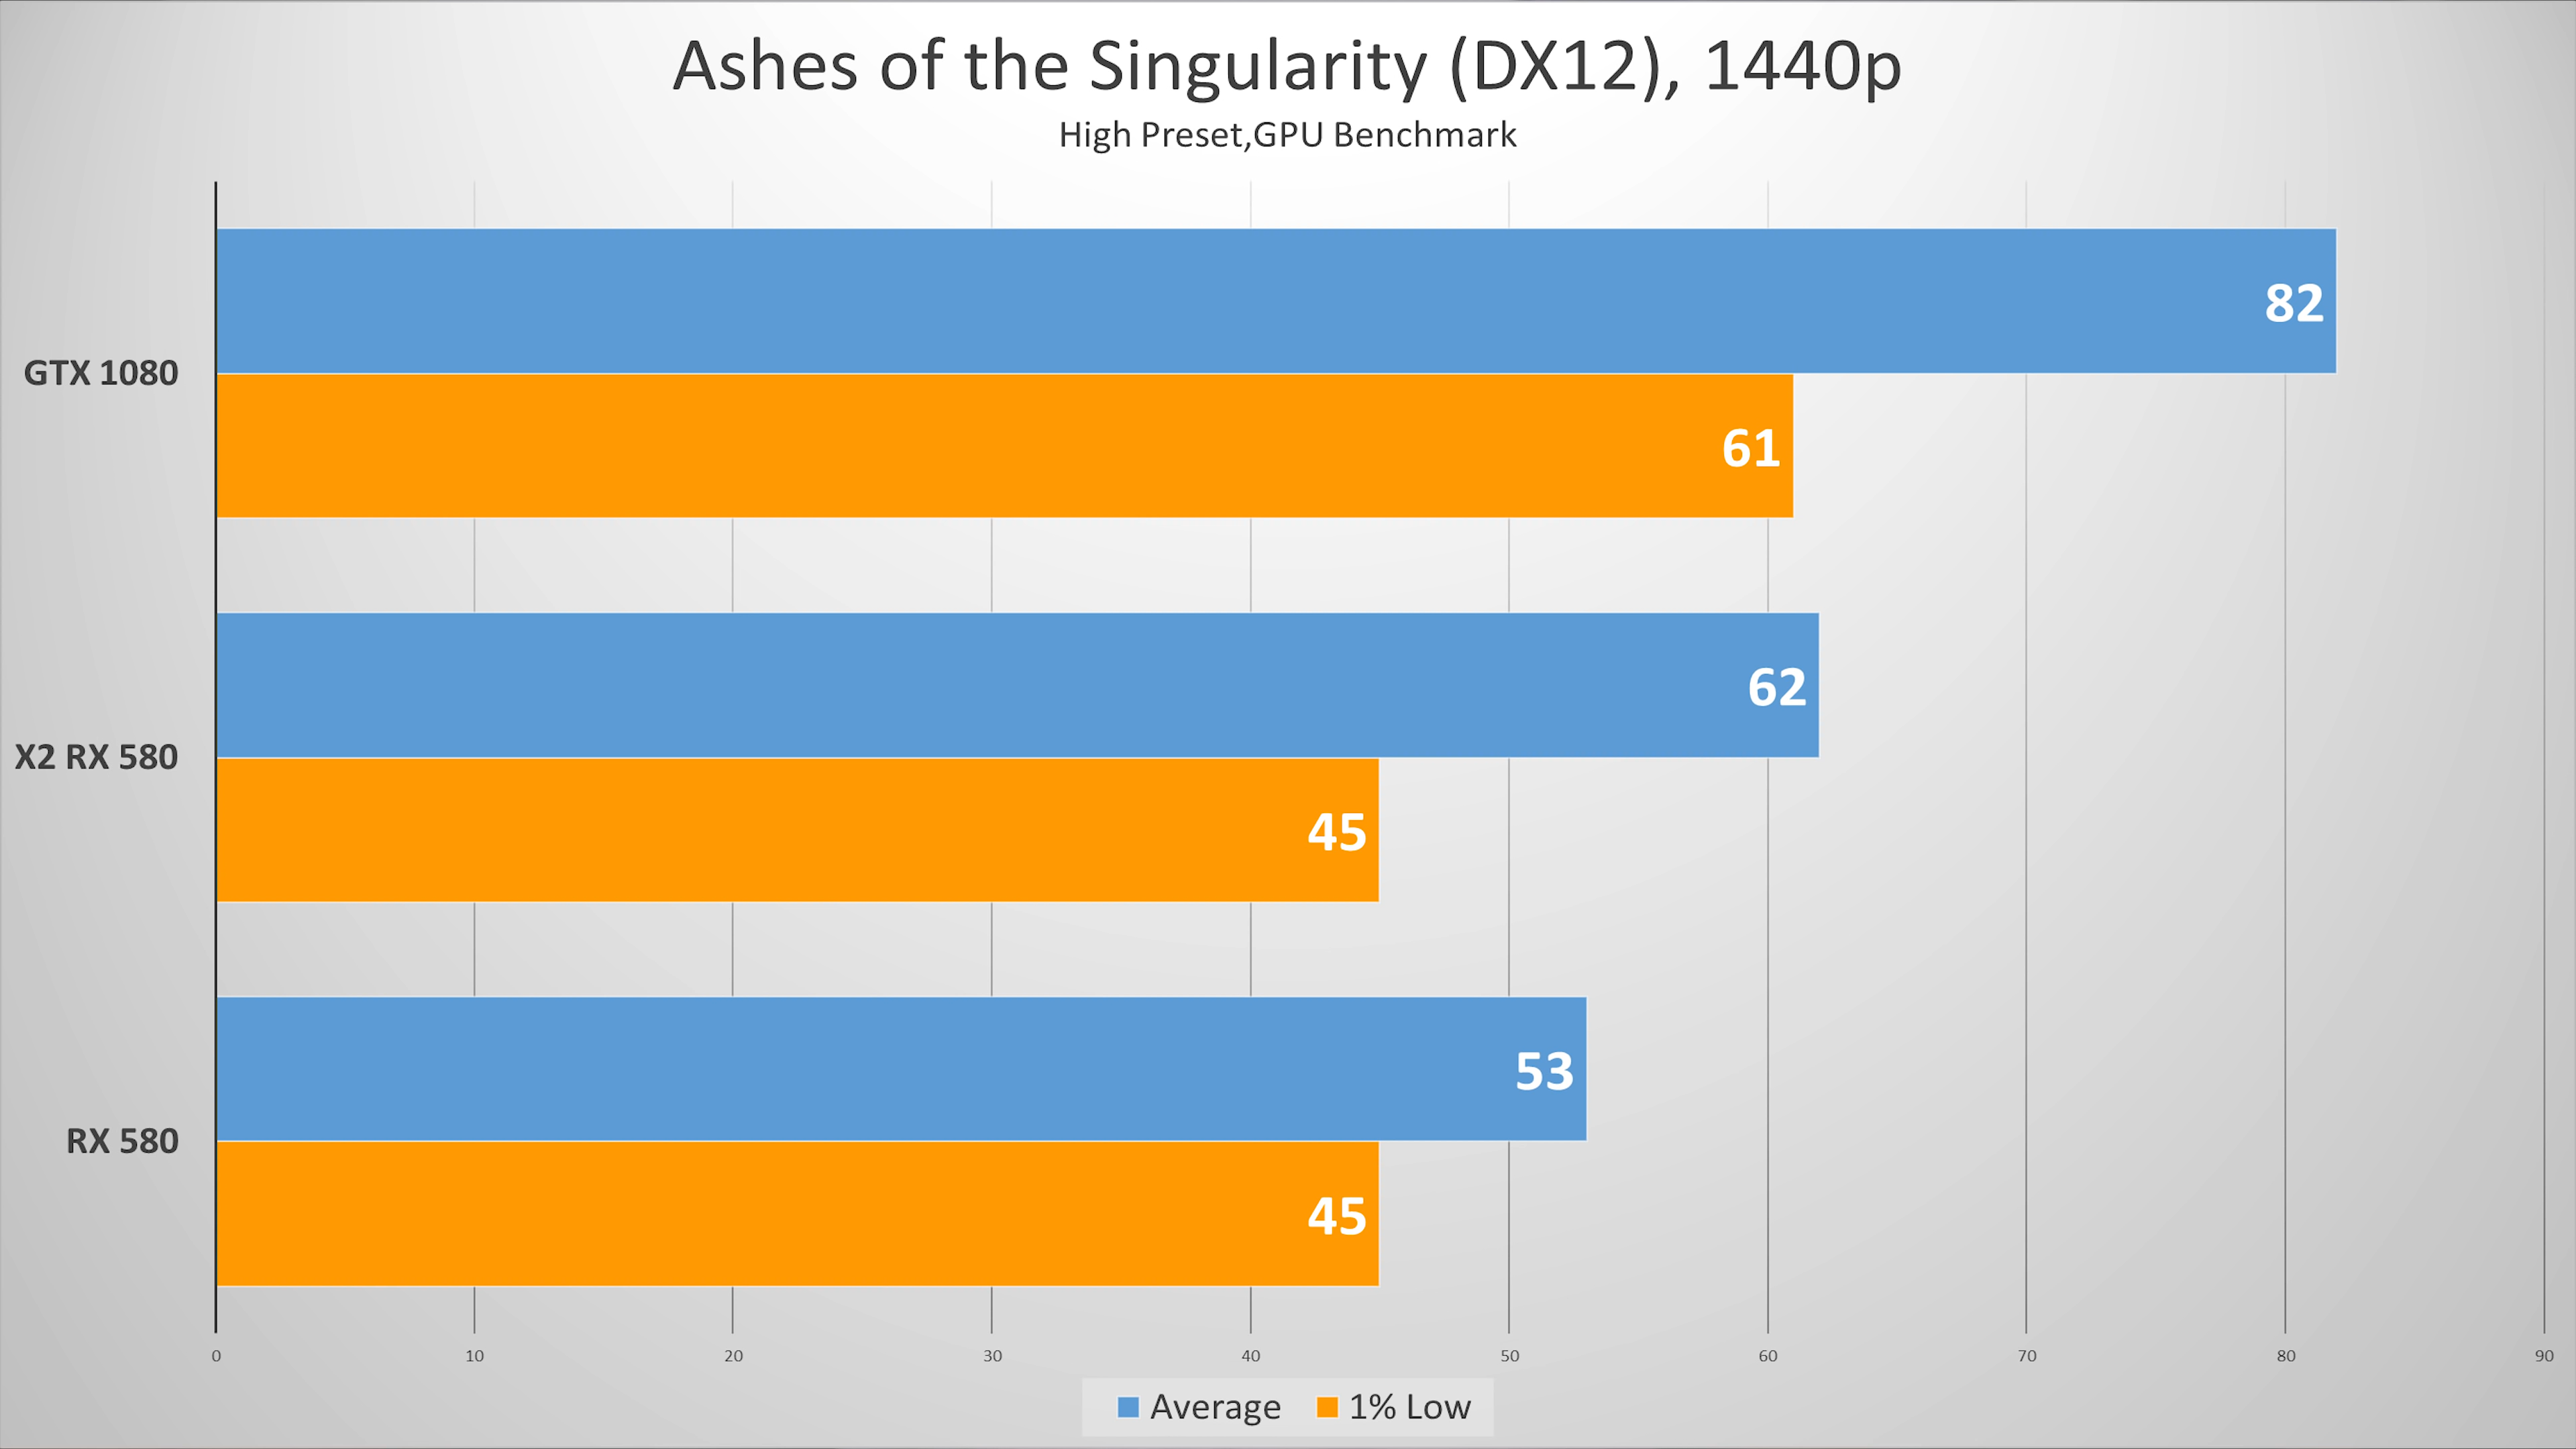 Ashes of the Singularity (DX12), 1440p
High Preset,GPU Benchmark
82
GTX 1080
61
62
X2 RX 580
45
53
RX 580
45
0 10 20 30 40 50 60 70 80 90
Average 1% Low